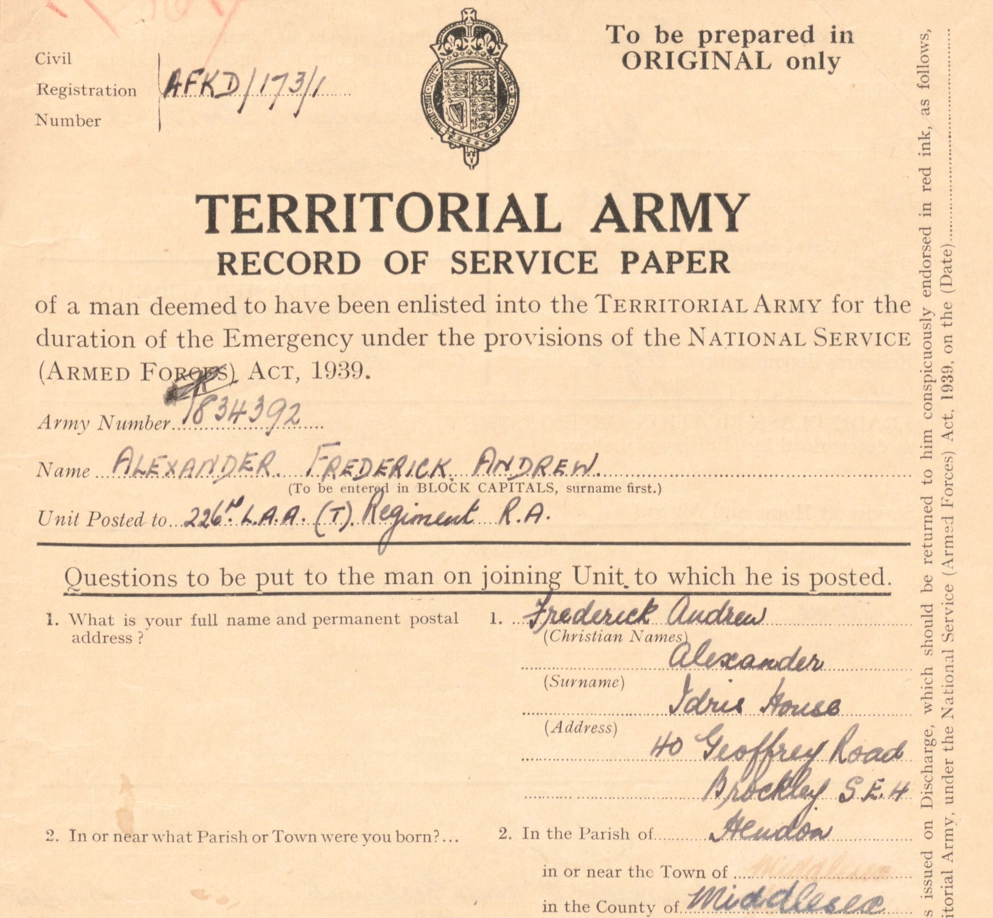 Civil
Registration AFKD/173/1
Number
To be prepared in
ORIGINAL only
TERRITORIAL ARMY
RECORD OF SERVICE PAPER
of a man deemed to have been enlisted into the TERRITORIAL ARMY for the
duration of the Emergency under the provisions of the NATIONAL SERVICE
(ARMED FORCES) ACT, 1939.
Army Number 1834392
Name ALEXANDER FREDERICK ANDREW.
(To be entered in BLOCK CAPITALS, surname first.)
Unit Posted to 226 L.A.A. (T) Regiment R.A.
Questions to be put to the man on joining Unit to which he is posted.
1. What is your full name and permanent postal
address ?
1. Frederick Andrew
(Christian Names)
Alexander
(Surname)
Idris House
(Address)
40 Geoffrey Road
Brockley S.E.4
2. In or near what Parish or Town were you born?...
2. In the Parish of Hendon
in or near the Town of Middlesex
in the County of Middlesex
s issued on Discharge, which should be returned to him conspicuously endorsed in red ink, as follows,
itorial Army, under the National Service (Armed Forces) Act, 1939, on the (Date)